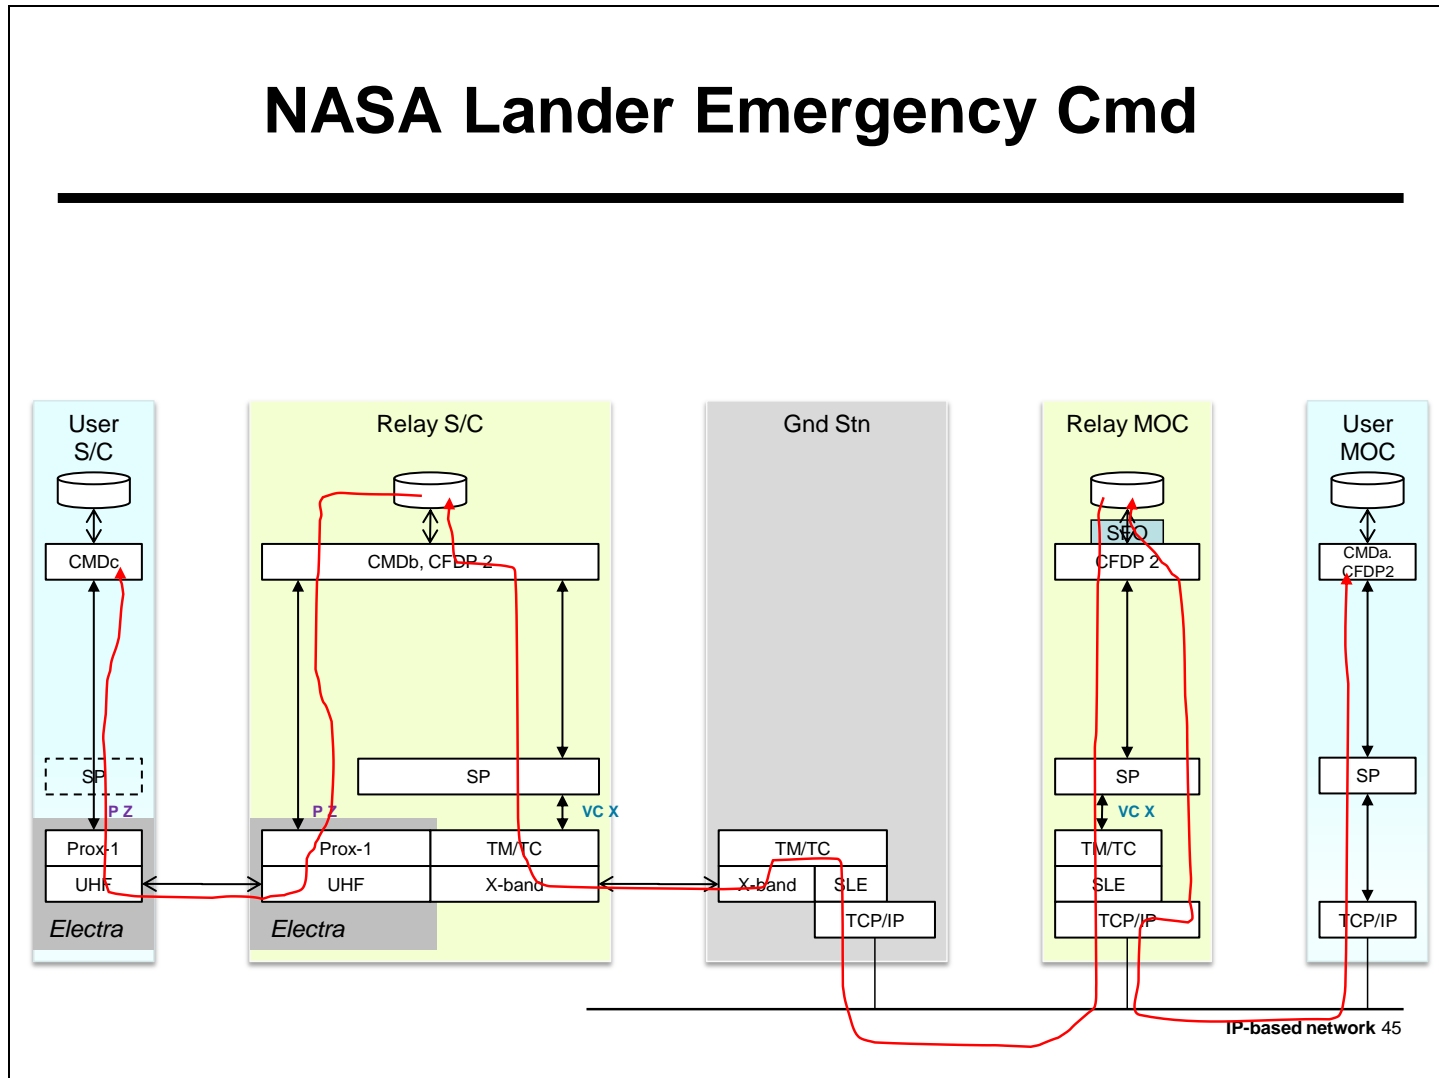 NASA Lander Emergency Cmd
User
S/C
CMDc
SP
P Z
Prox-1
UHF
Electra
Relay S/C
CMDb, CFDP 2
SP
P Z
VC X
Prox-1
TM/TC
UHF
X-band
Electra
Gnd Stn
TM/TC
X-band
SLE
TCP/IP
Relay MOC
SFO
CFDP 2
SP
VC X
TM/TC
SLE
TCP/IP
User
MOC
CMDa.
CFDP2
SP
TCP/IP
IP-based network 45